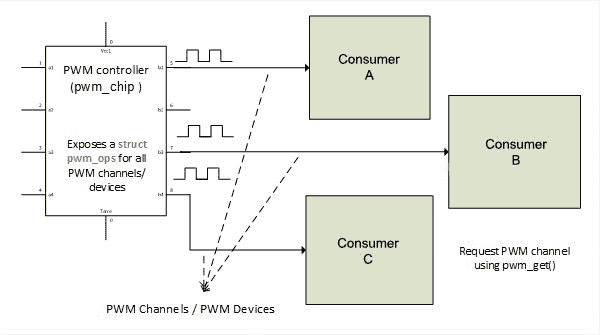 0
Vcc1
1
a1
b1
5
PWM controller
(pwm_chip )
2
a2
b2
6
Exposes a struct
pwm_ops for all
PWM channels/
devices
3
a3
b3
7
4
a4
b4
8
0
Consumer
A
Consumer
B
Consumer
C
Request PWM channel
using pwm_get()
PWM Channels / PWM Devices